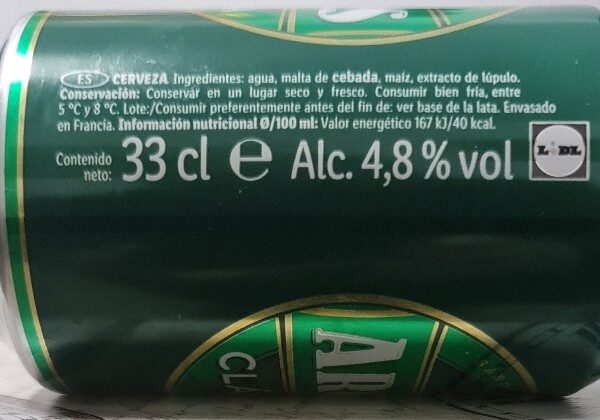 S
ES CERVEZA Ingredientes: agua, malta de cebada, maíz, extracto de lúpulo.
Conservación: Conservar en un lugar seco y fresco. Consumir bien fría, entre
5 °C y 8 °C. Lote:/Consumir preferentemente antes del fin de: ver base de la lata. Envasado
en Francia. Información nutricional Ø/100 ml: Valor energético 167 kJ/40 kcal.
Contenido
neto: 33 cl e Alc. 4,8 % vol LIDL
AR
CLA